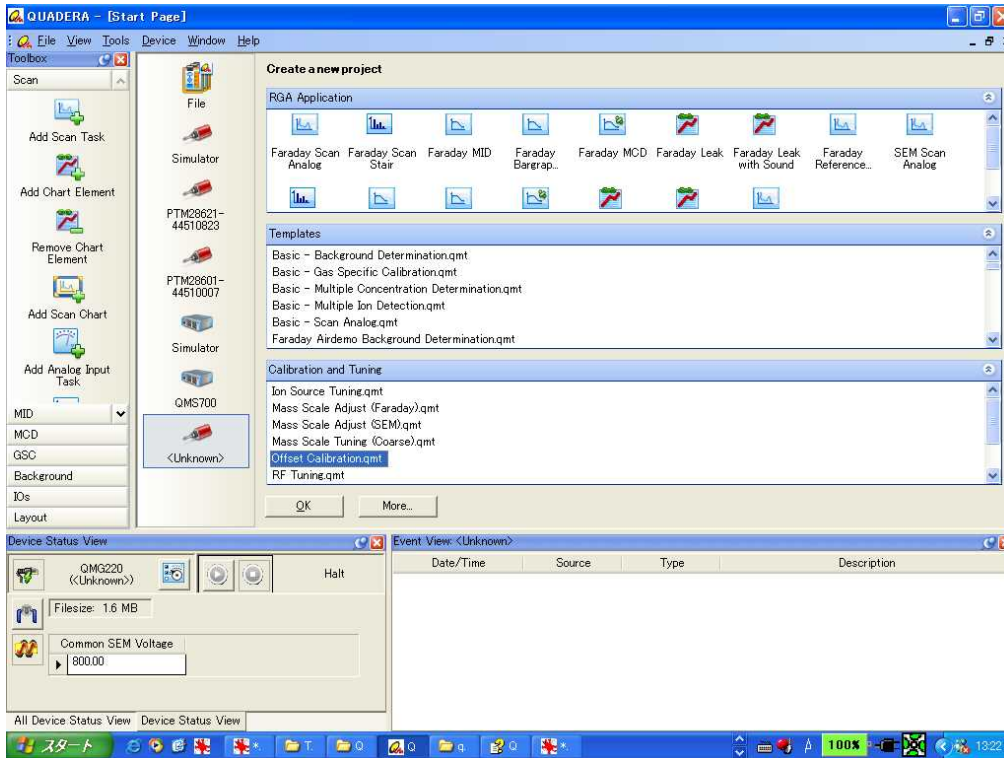 QUADERA - [Start Page]
File View Tools Device Window Help
Toolbox
Scan
Add Scan Task
Add Chart Element
Remove Chart
Element
Add Scan Chart
Add Analog Input
Task
MID
MCD
GSC
Background
IOs
Layout
File
Simulator
PTM28621-
44510823
PTM28601-
44510007
Simulator
QMS700
<Unknown>
Create a new project
RGA Application
Faraday Scan
Analog
Faraday Scan
Stair
Faraday MID
Faraday
Bargrap...
Faraday MCD
Faraday Leak
Faraday Leak
with Sound
Faraday
Reference...
SEM Scan
Analog
Templates
Basic - Background Determination.qmt
Basic - Gas Specific Calibration.qmt
Basic - Multiple Concentration Determination.qmt
Basic - Multiple Ion Detection.qmt
Basic - Scan Analog.qmt
Faraday Airdemo Background Determination.qmt
Calibration and Tuning
Ion Source Tuning.qmt
Mass Scale Adjust (Faraday).qmt
Mass Scale Adjust (SEM).qmt
Mass Scale Tuning (Coarse).qmt
Offset Calibration.qmt
RF Tuning.qmt
OK More...
Device Status View
QMG220
(<Unknown>)
Halt
Filesize: 1.6 MB
Common SEM Voltage
800.00
All Device Status View Device Status View
Event View: <Unknown>
Date/Time Source Type Description
スタート *. T. Q Q q. Q *. A 100% 13:22